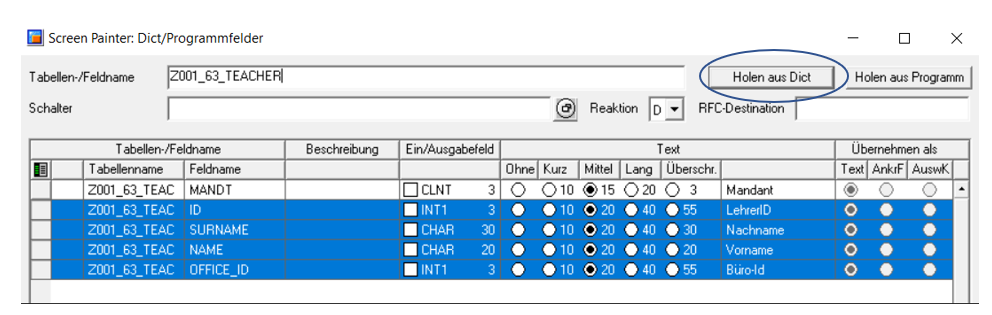 Screen Painter: Dict/Programmfelder
Tabellen-/Feldname Z001_63_TEACHER Holen aus Dict Holen aus Programm
Schalter Reaktion D RFC-Destination
Tabellen-/Feldname Beschreibung Ein/Ausgabefeld Text Übernehmen als
Tabellenname Feldname Ohne Kurz Mittel Lang Überschr. Text AnkrF AuswK
Z001_63_TEAC MANDT CLNT 3 10 15 20 3 Mandant
Z001_63_TEAC ID INT1 3 10 20 40 55 LehrerID
Z001_63_TEAC SURNAME CHAR 30 10 20 40 30 Nachname
Z001_63_TEAC NAME CHAR 20 10 20 40 20 Vorname
Z001_63_TEAC OFFICE_ID INT1 3 10 20 40 55 Büro-Id